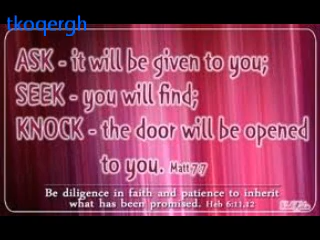 tkoqergh
ASK - it will be given to you;
SEEK - you will find;
KNOCK - the door will be opened
to you. Matt 7:7
Be diligence in faith and patience to inherit
what has been promised. Heb 6:11,12